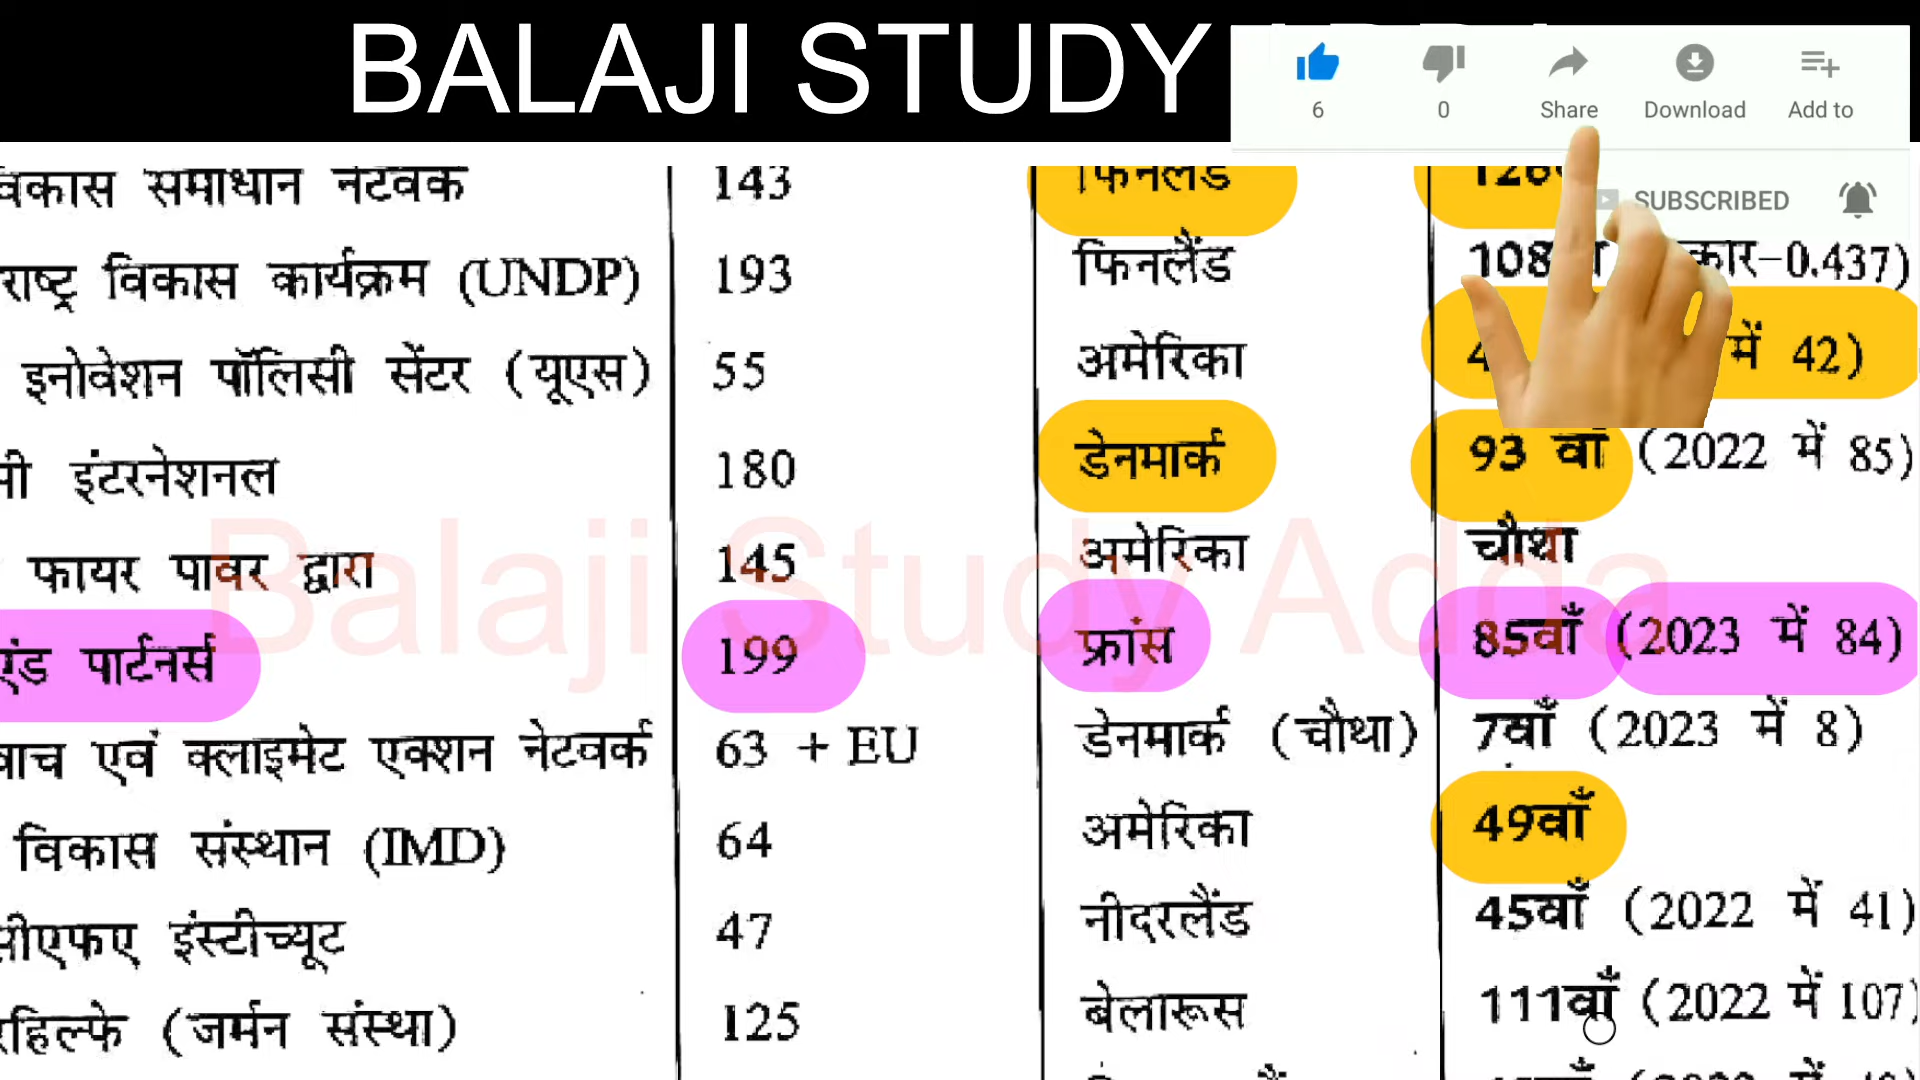 BALAJI STUDY
6 0 Share Download Add to
SUBSCRIBED
विकास समाधान नेटवर्क 143 फिनलैंड
राष्ट्र विकास कार्यक्रम (UNDP) 193 फिनलैंड 108 कार-0.437)
इनोवेशन पॉलिसी सेंटर (यूएस) 55 अमेरिका 4 में 42)
इंटरनेशनल 180 डेनमार्क 93 वाँ (2022 में 85)
फायर पावर द्वारा 145 अमेरिका चौथा
एंड पार्टनर्स 199 फ्रांस 85वाँ (2023 में 84)
वाच एवं क्लाइमेट एक्शन नेटवर्क 63 + EU डेनमार्क (चौथा) 7वाँ (2023 में 8)
विकास संस्थान (IMD) 64 अमेरिका 49वाँ
सीएफए इंस्टीच्यूट 47 नीदरलैंड 45वाँ (2022 में 41)
हिल्फे (जर्मन संस्था) 125 बेलारूस 111वाँ (2022 में 107)
Balaji Study Adda